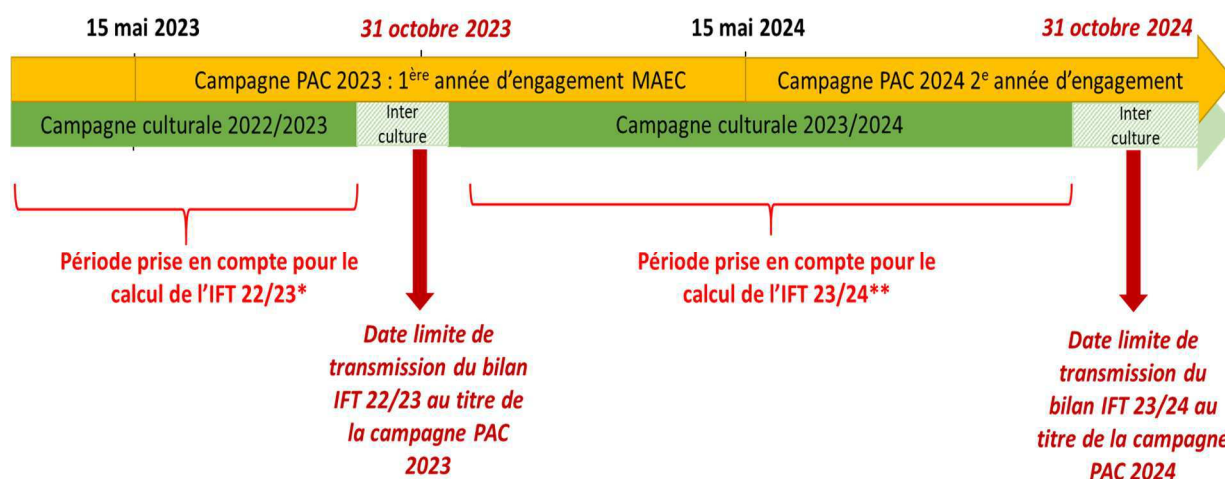 15 mai 2023
31 octobre 2023
15 mai 2024
31 octobre 2024
Campagne PAC 2023 : 1ère année d'engagement MAEC
Campagne PAC 2024 2e année d'engagement
Campagne culturale 2022/2023
Inter
culture
Campagne culturale 2023/2024
Inter
culture
Période prise en compte pour le
calcul de l'IFT 22/23*
Période prise en compte pour le
calcul de l'IFT 23/24**
Date limite de
transmission du bilan
IFT 22/23 au titre de
la campagne PAC
2023
Date limite de
transmission du
bilan IFT 23/24 au
titre de la campagne
PAC 2024